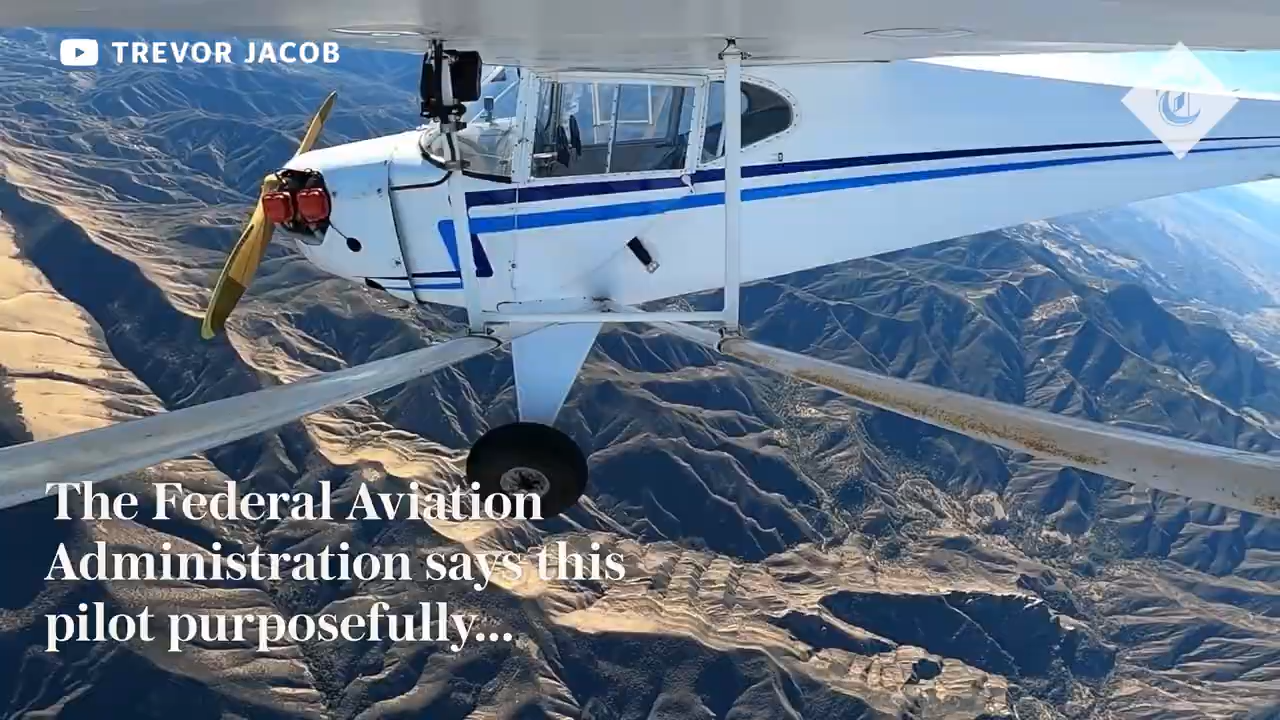 TREVOR JACOB
The Federal Aviation
Administration says this
pilot purposefully...